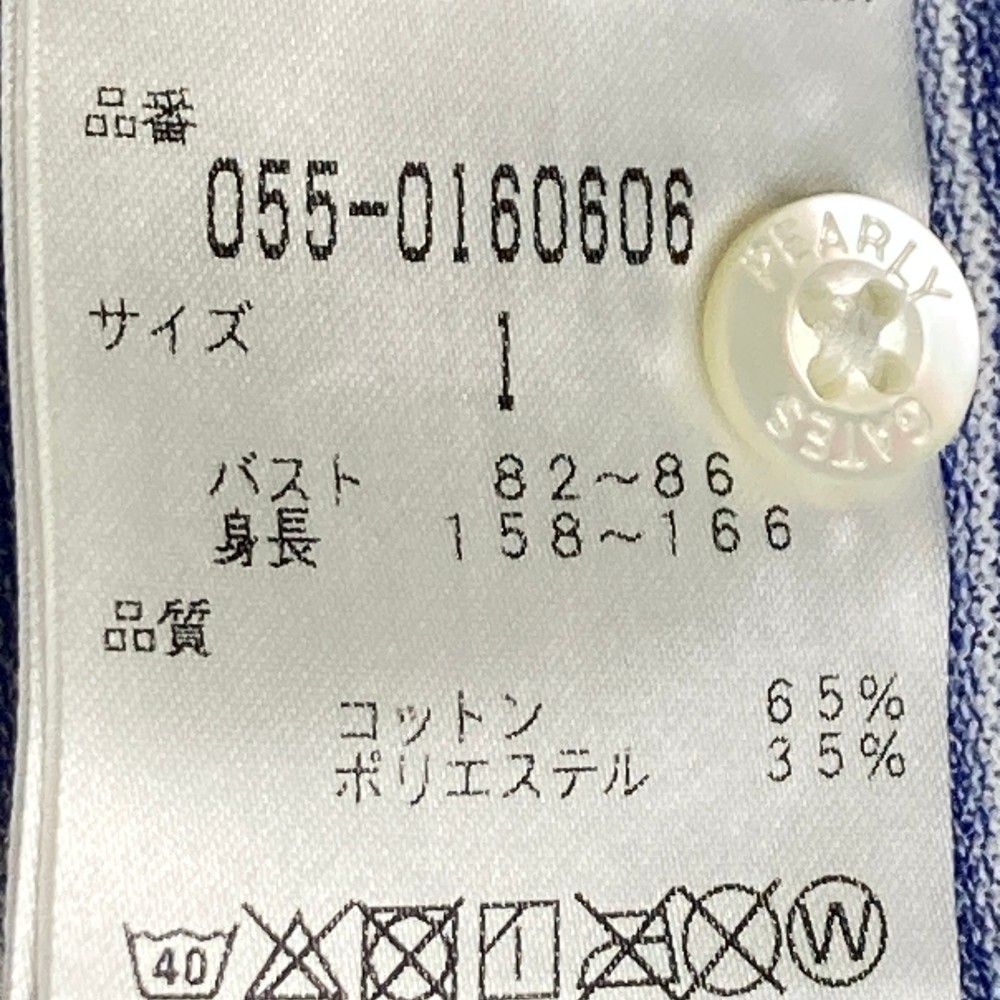 品番
055-0160606
サイズ
1
バスト 82~86
身長 158~166
品質
コットン 65%
ポリエステル 35%
40
W
PEARLY
GATES